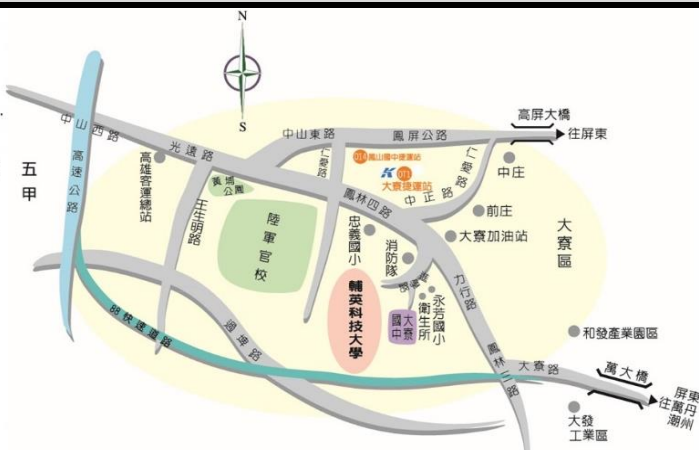 N
S
高屏大橋
往屏東
中山西路
光遠路
中山東路
鳳屏公路
仁愛路
仁愛路
O14鳳山國中捷運站
OT1
大寮捷運站
中庄
五甲
高速公路
高雄客運總站
黃埔公園
王生明路
陸軍官校
鳳林四路
中正路
前庄
大寮加油站
大寮區
忠義國小
消防隊
輔英科技大學
大寮國中
衛生所
永芳國小
力行路
和發產業園區
88快速道路
過埤路
鳳林三路
大寮路
萬大橋
屏東
往萬丹
潮州
大發
工業區